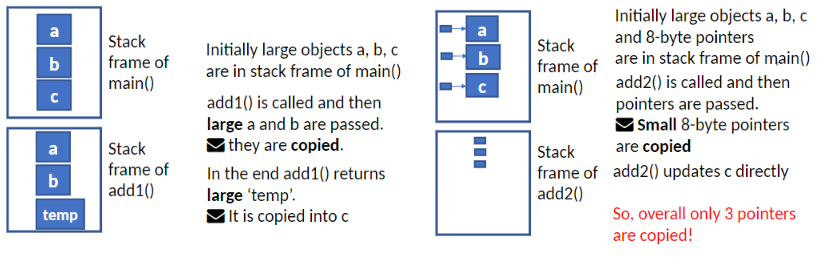 a
b
c
Stack
frame of
main()
a
b
temp
Stack
frame of
add1()
Initially large objects a, b, c
are in stack frame of main()
add1() is called and then
large a and b are passed.
they are copied.
In the end add1() returns
large ‘temp’.
It is copied into c
a
b
c
Stack
frame of
main()
Stack
frame of
add2()
Initially large objects a, b, c
and 8-byte pointers
are in stack frame of main()
add2() is called and then
pointers are passed.
Small 8-byte pointers
are copied
add2() updates c directly
So, overall only 3 pointers
are copied!